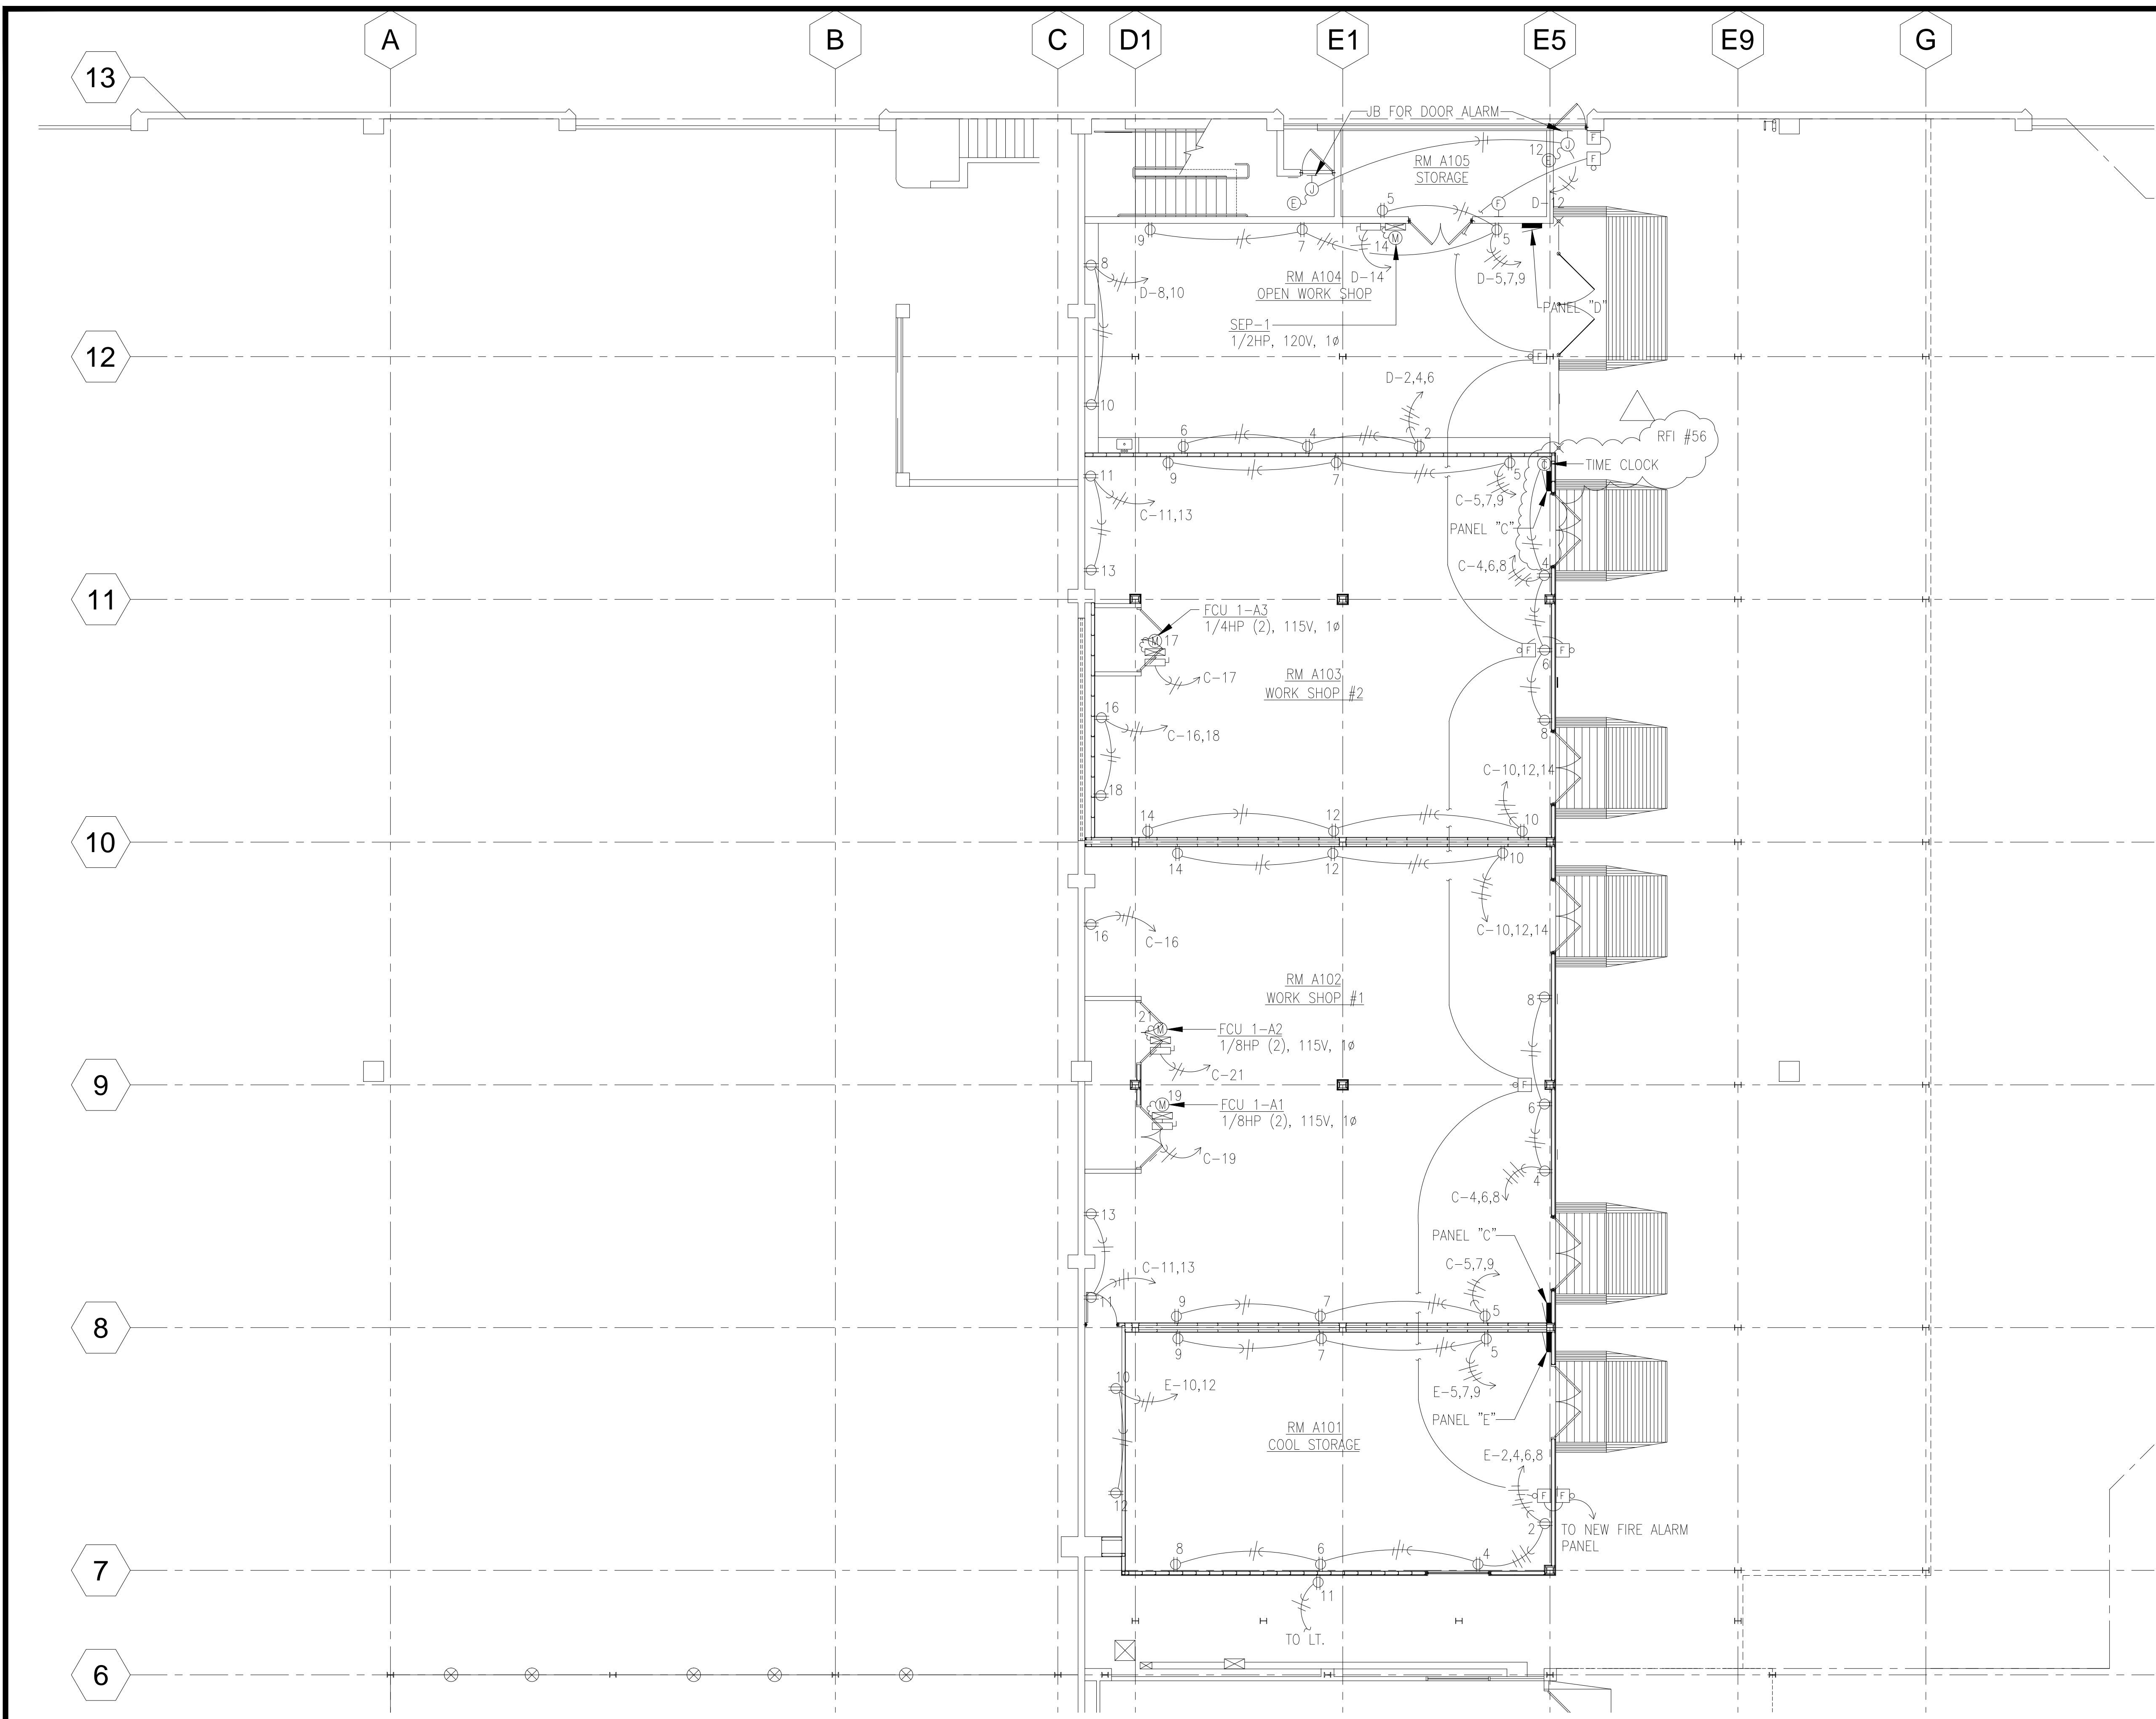 A
B
C
D1
E1
E5
E9
G
13
JB FOR DOOR ALARM
F
12
J
E
F
RM A105
STORAGE
J
E
5
F
D-12
9
7
14
M
5
8
D-8,10
RM A104
OPEN WORK SHOP
D-14
D-5,7,9
PANEL "D"
SEP-1
1/2HP, 120V, 1ø
12
F
D-2,4,6
10
6
4
2
RFI #56
TIME CLOCK
9
7
5
11
C-11,13
C-5,7,9
PANEL "C"
13
C-4,6,8
4
11
FCU 1-A3
1/4HP (2), 115V, 1ø
M
17
F
F
6
C-17
RM A103
WORK SHOP #2
16
C-16,18
8
C-10,12,14
18
14
12
10
10
14
12
10
16
C-16
C-10,12,14
RM A102
WORK SHOP #1
8
21
M
FCU 1-A2
1/8HP (2), 115V, 1ø
C-21
9
F
19
M
FCU 1-A1
1/8HP (2), 115V, 1ø
6
C-19
4
C-4,6,8
13
PANEL "C"
C-11,13
C-5,7,9
11
9
7
5
8
9
7
5
10
E-10,12
E-5,7,9
PANEL "E"
RM A101
COOL STORAGE
E-2,4,6,8
12
F
F
2
TO NEW FIRE ALARM
PANEL
8
6
4
7
11
TO LT.
6